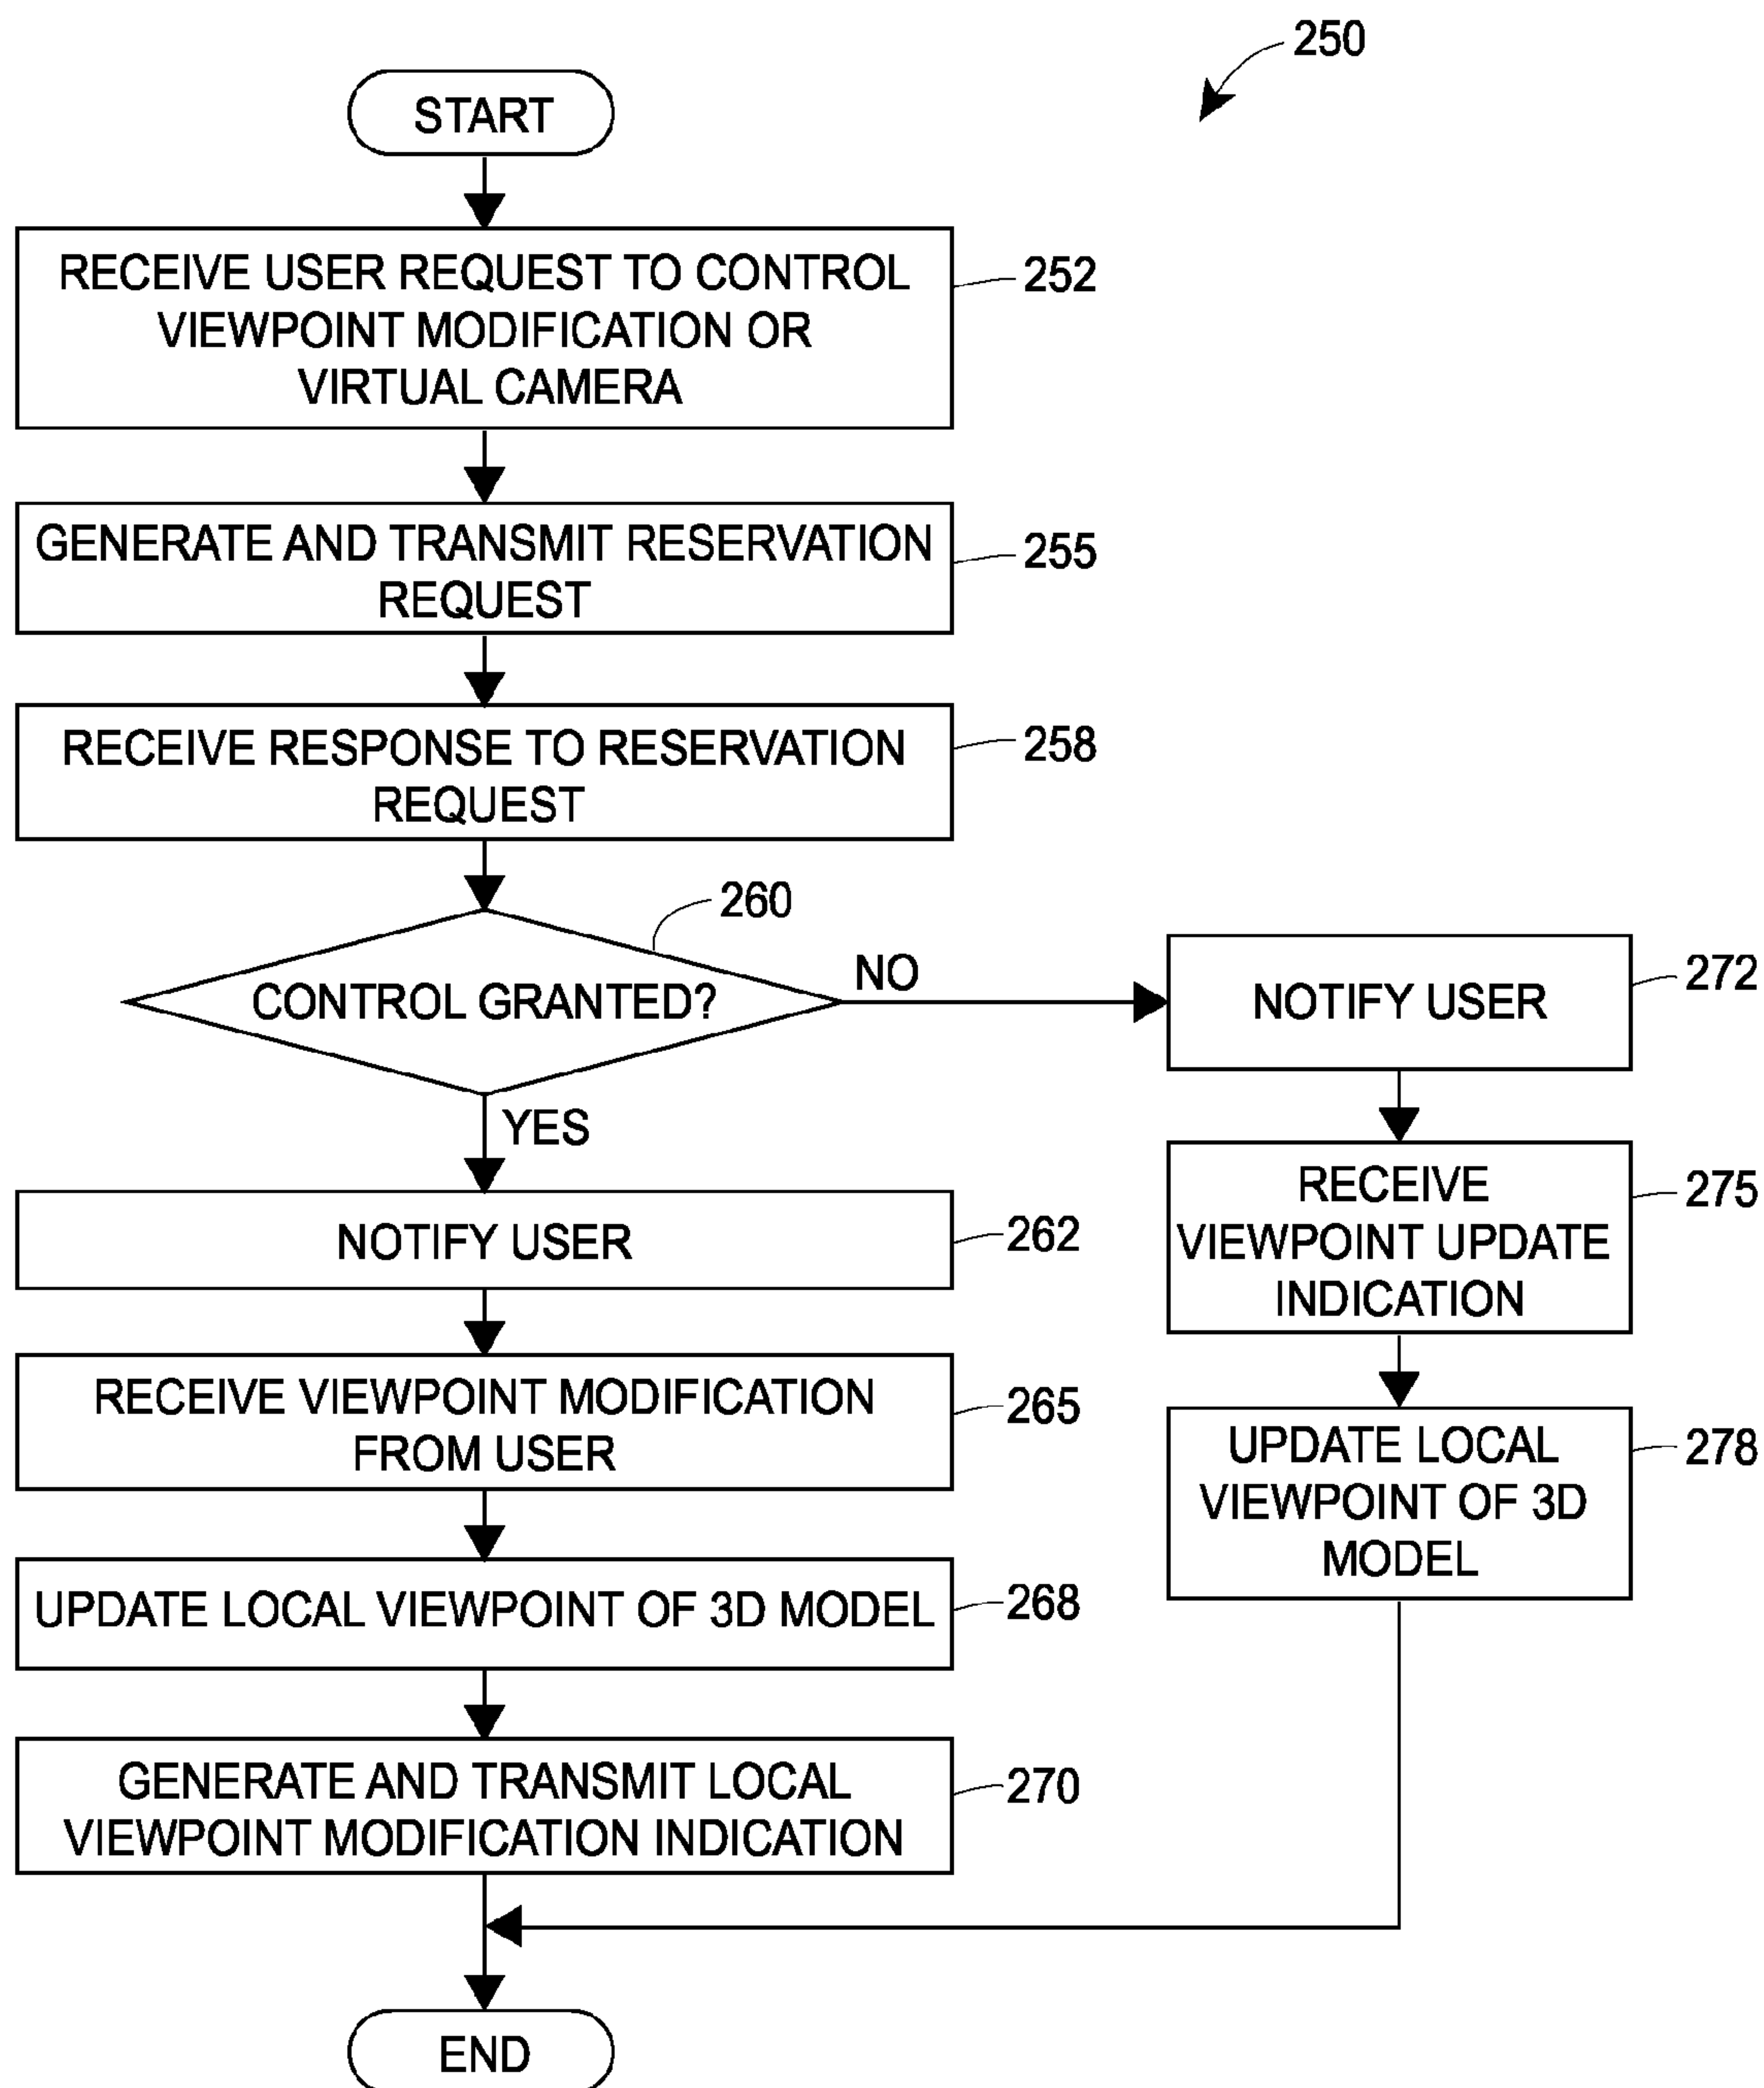 250
START
RECEIVE USER REQUEST TO CONTROL
VIEWPOINT MODIFICATION OR
VIRTUAL CAMERA
252
GENERATE AND TRANSMIT RESERVATION
REQUEST
255
RECEIVE RESPONSE TO RESERVATION
REQUEST
258
260
CONTROL GRANTED?
NO
YES
NOTIFY USER
262
RECEIVE VIEWPOINT MODIFICATION
FROM USER
265
UPDATE LOCAL VIEWPOINT OF 3D MODEL
268
GENERATE AND TRANSMIT LOCAL
VIEWPOINT MODIFICATION INDICATION
270
NOTIFY USER
272
RECEIVE
VIEWPOINT UPDATE
INDICATION
275
UPDATE LOCAL
VIEWPOINT OF 3D
MODEL
278
END